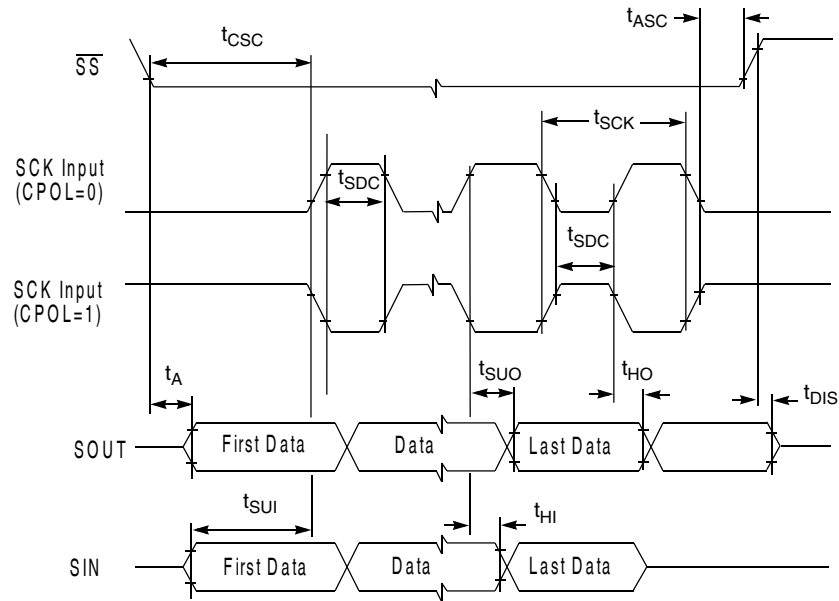 tASC
tCSC
SS
tSCK
SCK Input
(CPOL=0)
tSDC
tSDC
SCK Input
(CPOL=1)
tA
tSUO
tHO
tDIS
SOUT
First Data
Data
Last Data
tSUI
tHI
SIN
First Data
Data
Last Data